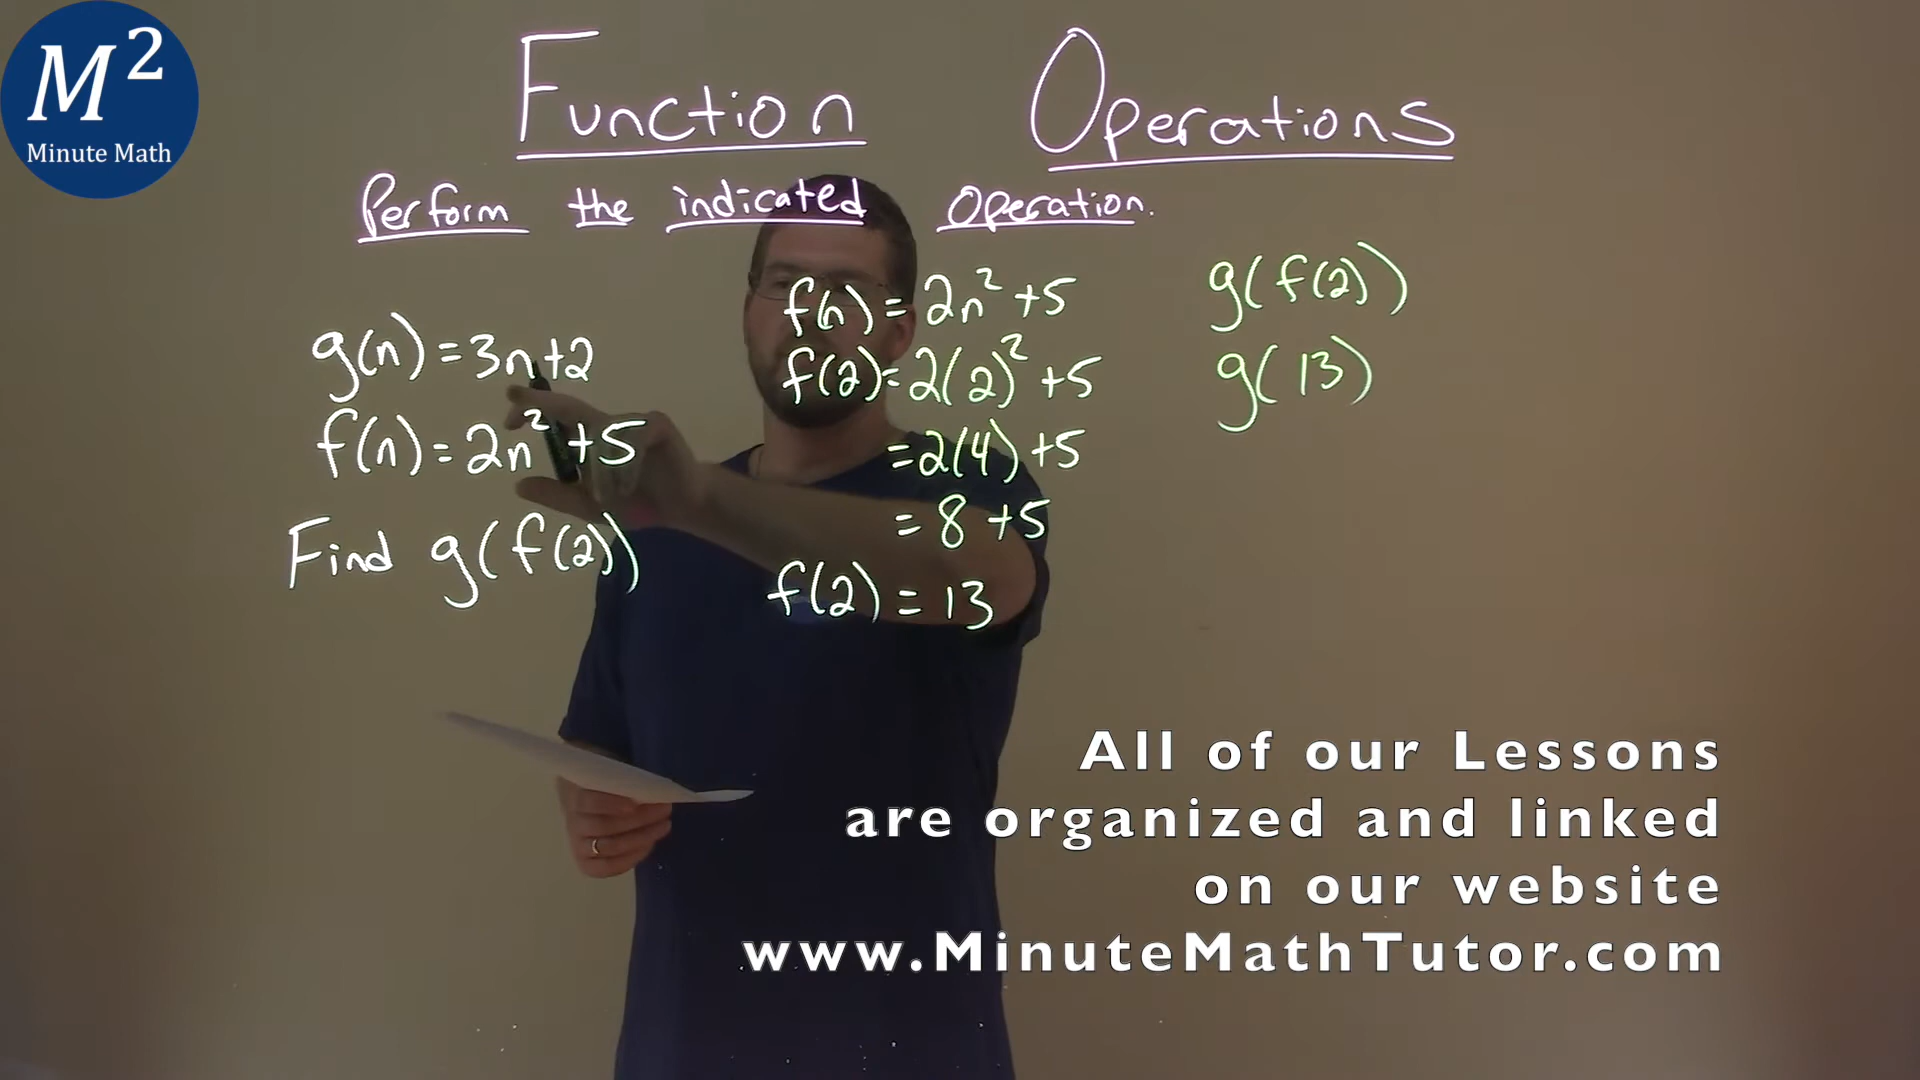 M²
Minute Math
Function Operations
Perform the indicated operation.
g(n)=3n+2
f(n)=2n²+5
Find g(f(2))
f(n)=2n²+5
f(2)=2(2)²+5
=2(4)+5
=8+5
f(2)=13
g(f(2))
g(13)
All of our Lessons
are organized and linked
on our website
www.MinuteMathTutor.com